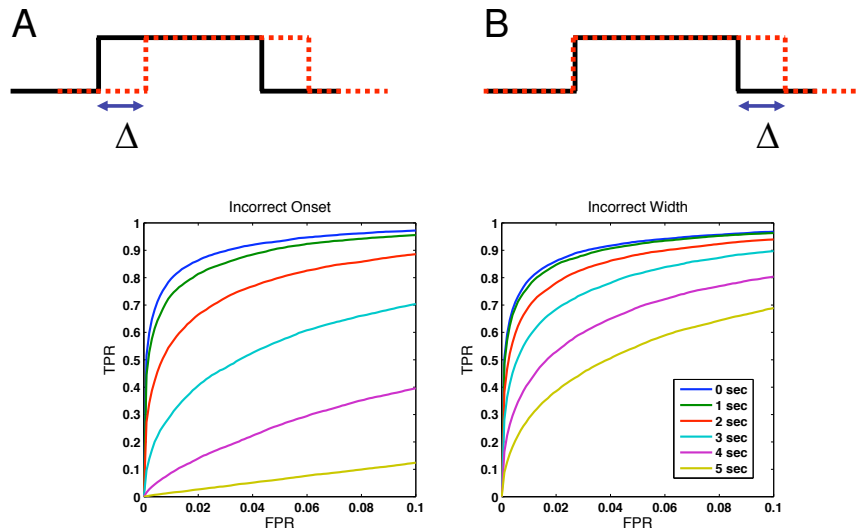 A
B
Δ
Δ
Incorrect Onset
Incorrect Width
1
0.9
0.8
0.7
0.6
0.5
0.4
0.3
0.2
0.1
0
TPR
0
0.02
0.04
0.06
0.08
0.1
FPR
1
0.9
0.8
0.7
0.6
0.5
0.4
0.3
0.2
0.1
0
TPR
0 sec
1 sec
2 sec
3 sec
4 sec
5 sec
0
0.02
0.04
0.06
0.08
0.1
FPR